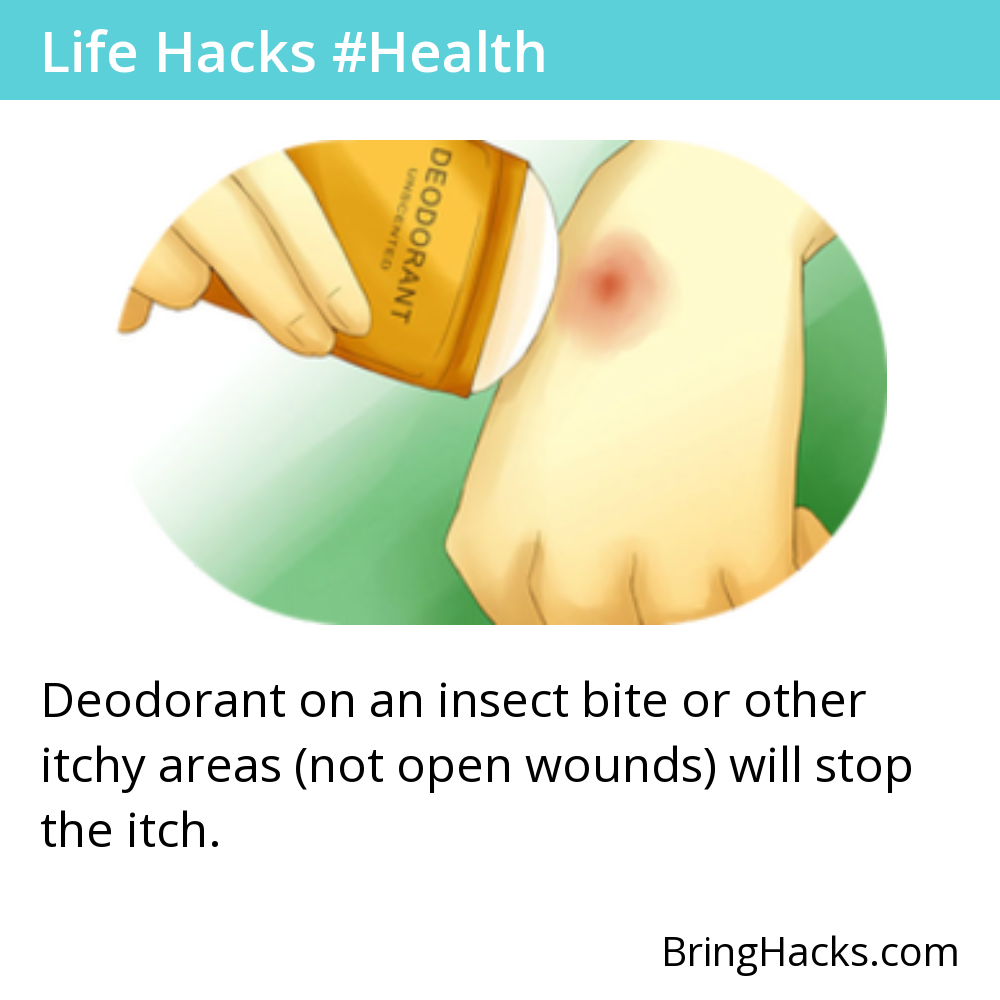 Life Hacks #Health
DEODORANT
UNSCENTED
Deodorant on an insect bite or other
itchy areas (not open wounds) will stop
the itch.
BringHacks.com